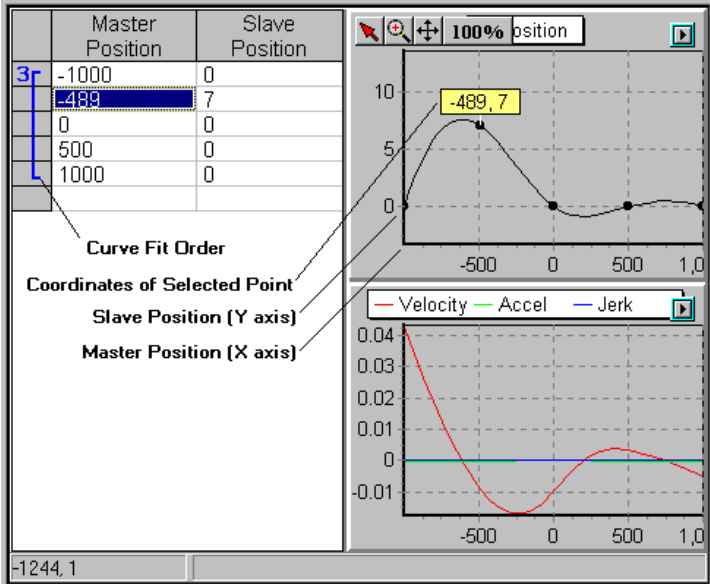 Master Position
Slave Position
3
-1000 0
-489 7
0 0
500 0
1000 0
Curve Fit Order
Coordinates of Selected Point
Slave Position (Y axis)
Master Position (X axis)
100% osition
-489, 7
10
5
0
-500 0 500 1,0
Velocity Accel Jerk
0.04
0.03
0.02
0.01
0
-0.01
-500 0 500 1,0
-1244, 1